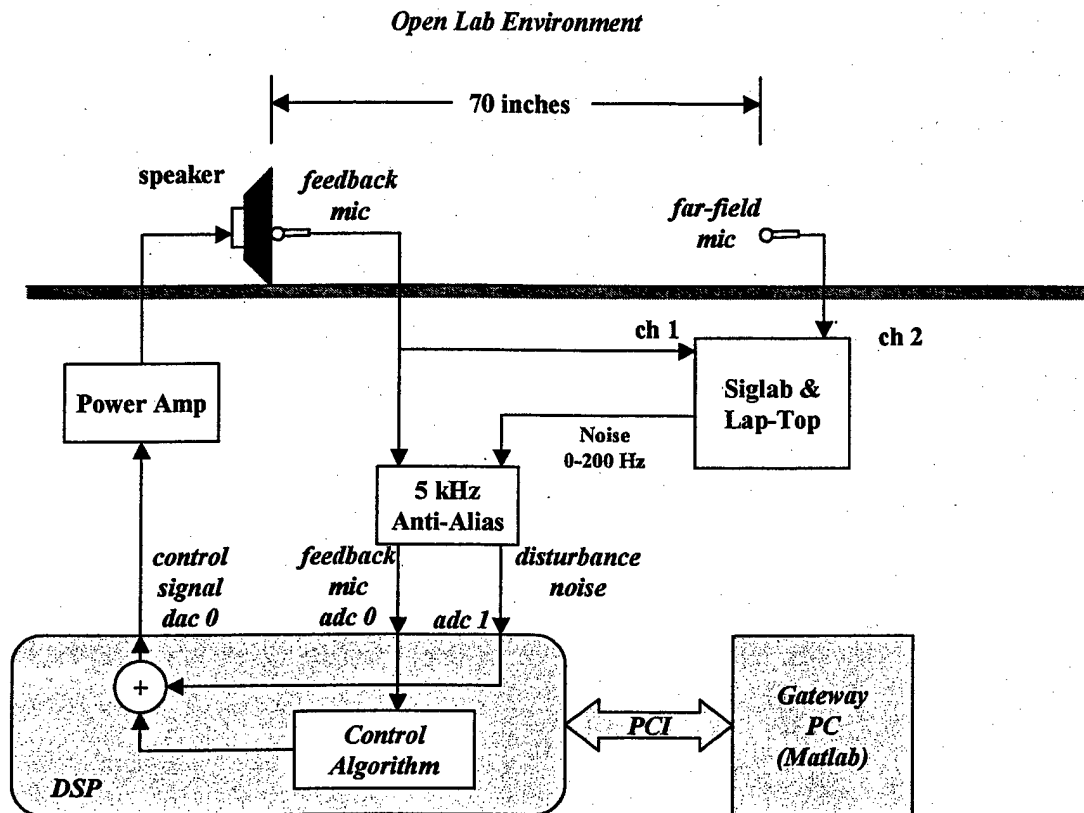 Open Lab Environment
70 inches
speaker
feedback
mic
far-field
mic
ch 1
ch 2
Power Amp
Siglab &
Lap-Top
Noise
0-200 Hz
5 kHz
Anti-Alias
control
signal
dac 0
feedback
mic
adc 0
disturbance
noise
adc 1
+
Control
Algorithm
DSP
PCI
Gateway
PC
(Matlab)